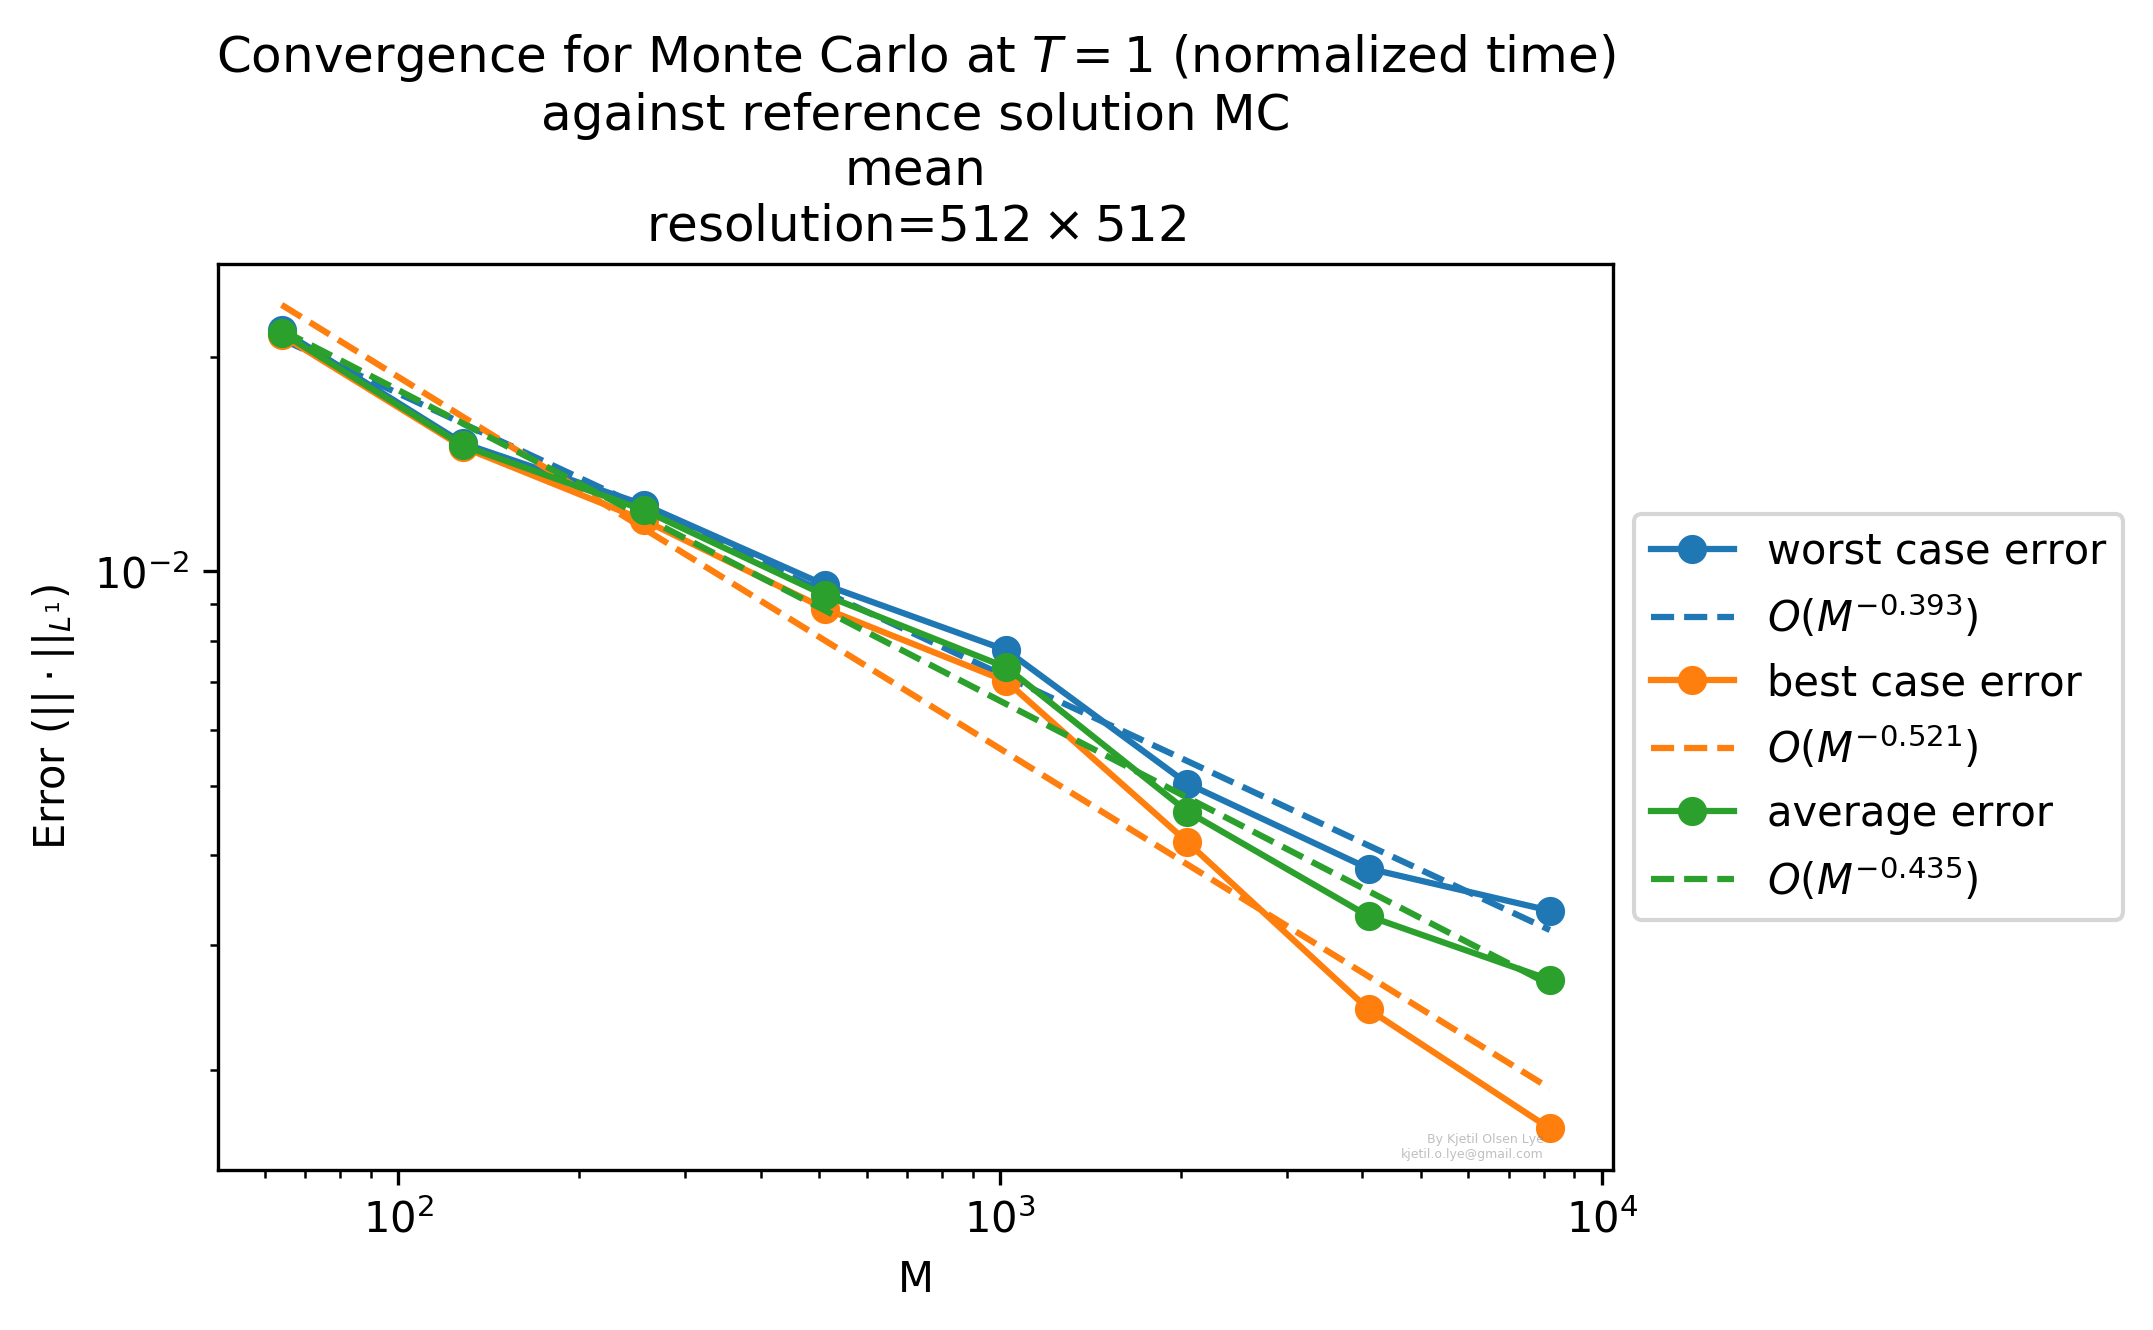 Convergence for Monte Carlo at T = 1 (normalized time)
against reference solution MC
mean
resolution=512 × 512
Error (|| · ||_{L^1})
10^{-2}
worst case error
O(M^{-0.393})
best case error
O(M^{-0.521})
average error
O(M^{-0.435})
By Kjetil Olsen Lye
kjetil.o.lye@gmail.com
10^2
10^3
10^4
M